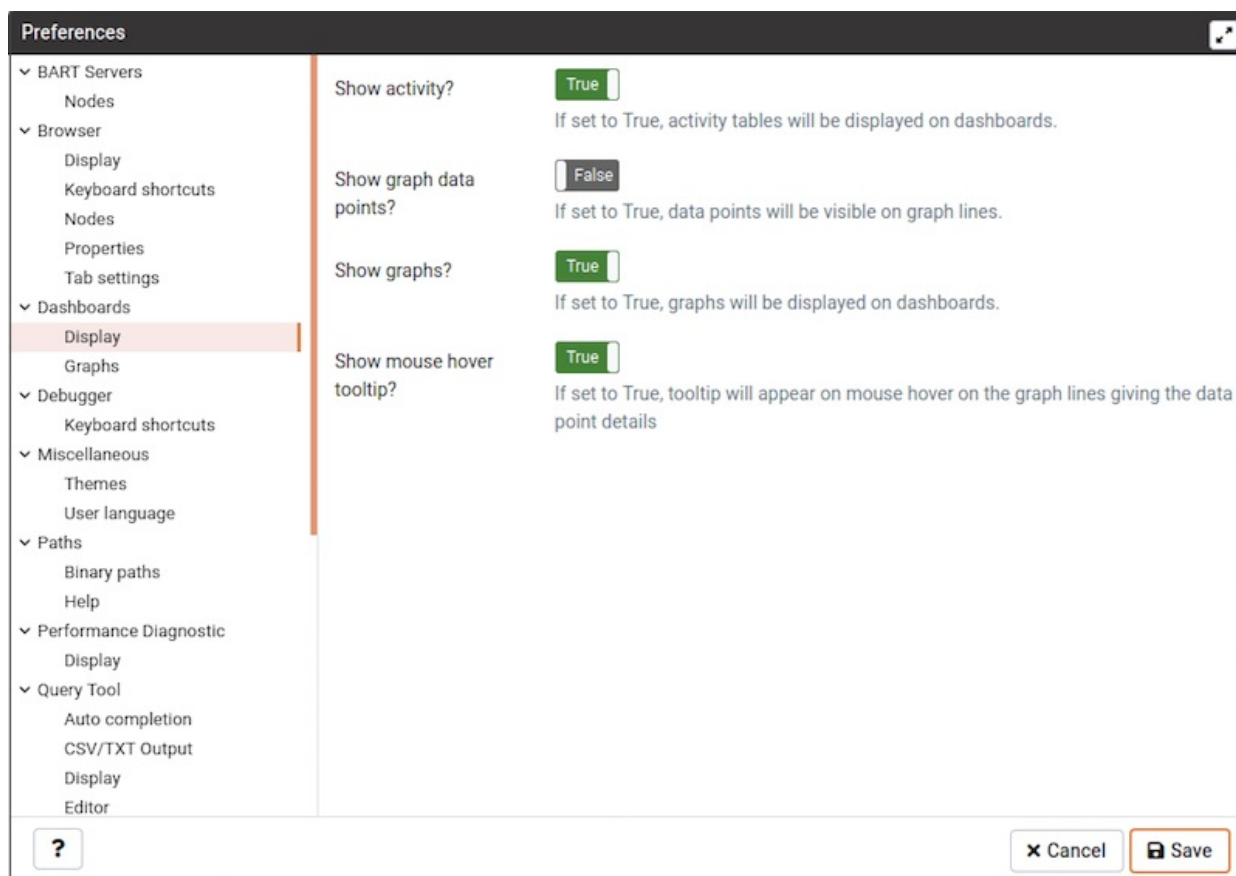 Preferences
BART Servers
Nodes
Browser
Display
Keyboard shortcuts
Nodes
Properties
Tab settings
Dashboards
Display
Graphs
Debugger
Keyboard shortcuts
Miscellaneous
Themes
User language
Paths
Binary paths
Help
Performance Diagnostic
Display
Query Tool
Auto completion
CSV/TXT Output
Display
Editor
Show activity?
True
If set to True, activity tables will be displayed on dashboards.
Show graph data
points?
False
If set to True, data points will be visible on graph lines.
Show graphs?
True
If set to True, graphs will be displayed on dashboards.
Show mouse hover
tooltip?
True
If set to True, tooltip will appear on mouse hover on the graph lines giving the data
point details
?
Cancel
Save